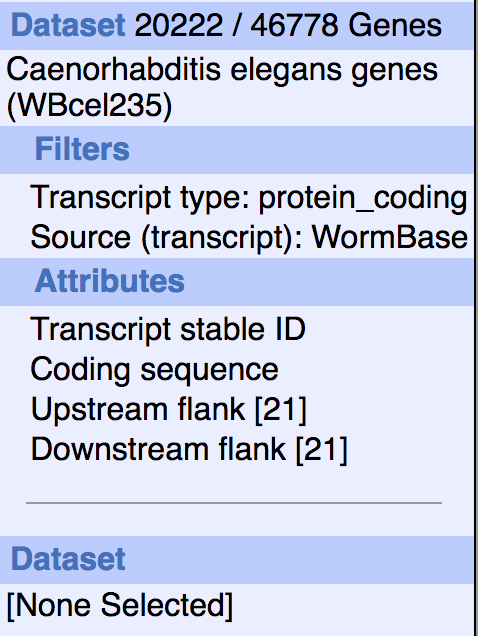 Dataset 20222 / 46778 Genes
Caenorhabditis elegans genes
(WBcel235)
Filters
Transcript type: protein_coding
Source (transcript): WormBase
Attributes
Transcript stable ID
Coding sequence
Upstream flank [21]
Downstream flank [21]
Dataset
[None Selected]